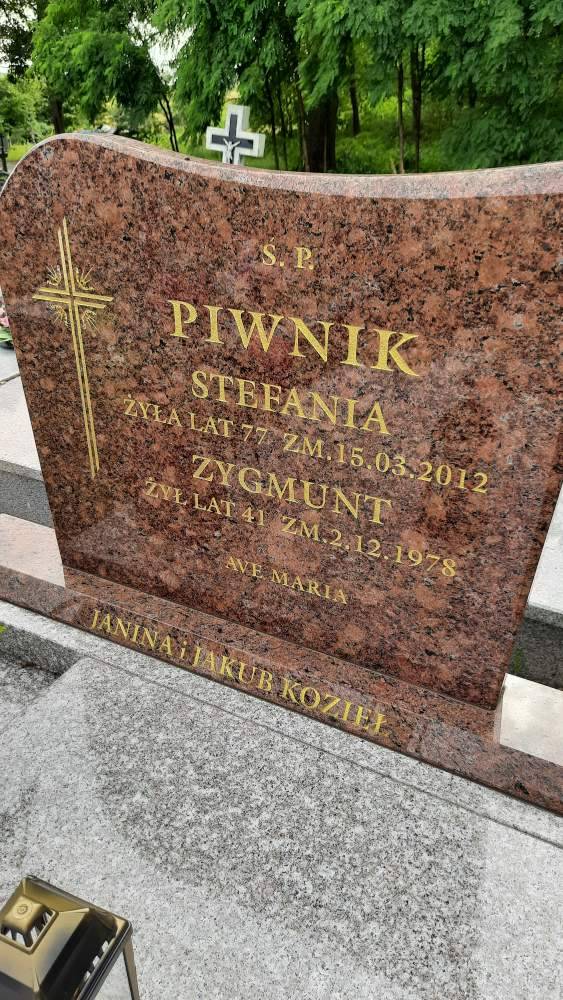 Ś. P.
PIWNIK
STEFANIA
ŻYŁA LAT 77 ZM.15.03.2012
ZYGMUNT
ŻYŁ LAT 41 ZM.2.12.1978
AVE MARIA
JANINA i JAKUB KOZIEŁ